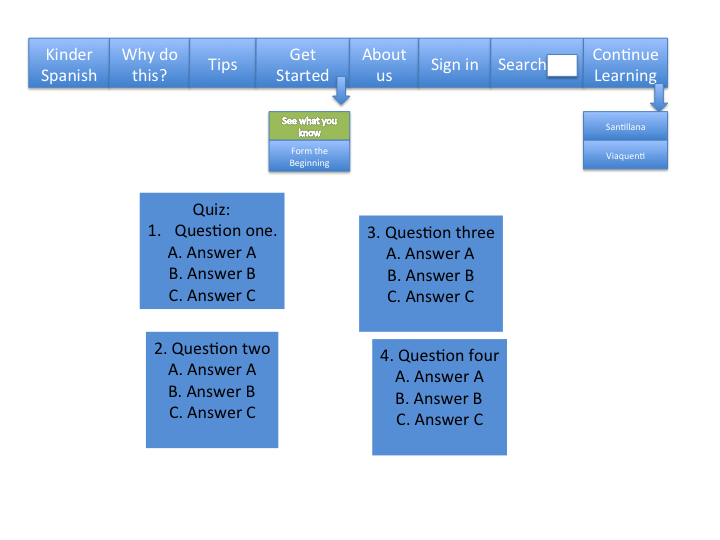 Kinder
Spanish
Why do
this?
Tips
Get
Started
About
us
Sign in
Search
Continue
Learning
See what you
know
Form the
Beginning
Santillana
Viaquenti
Quiz:
1. Question one.
A. Answer A
B. Answer B
C. Answer C
2. Question two
A. Answer A
B. Answer B
C. Answer C
3. Question three
A. Answer A
B. Answer B
C. Answer C
4. Question four
A. Answer A
B. Answer B
C. Answer C